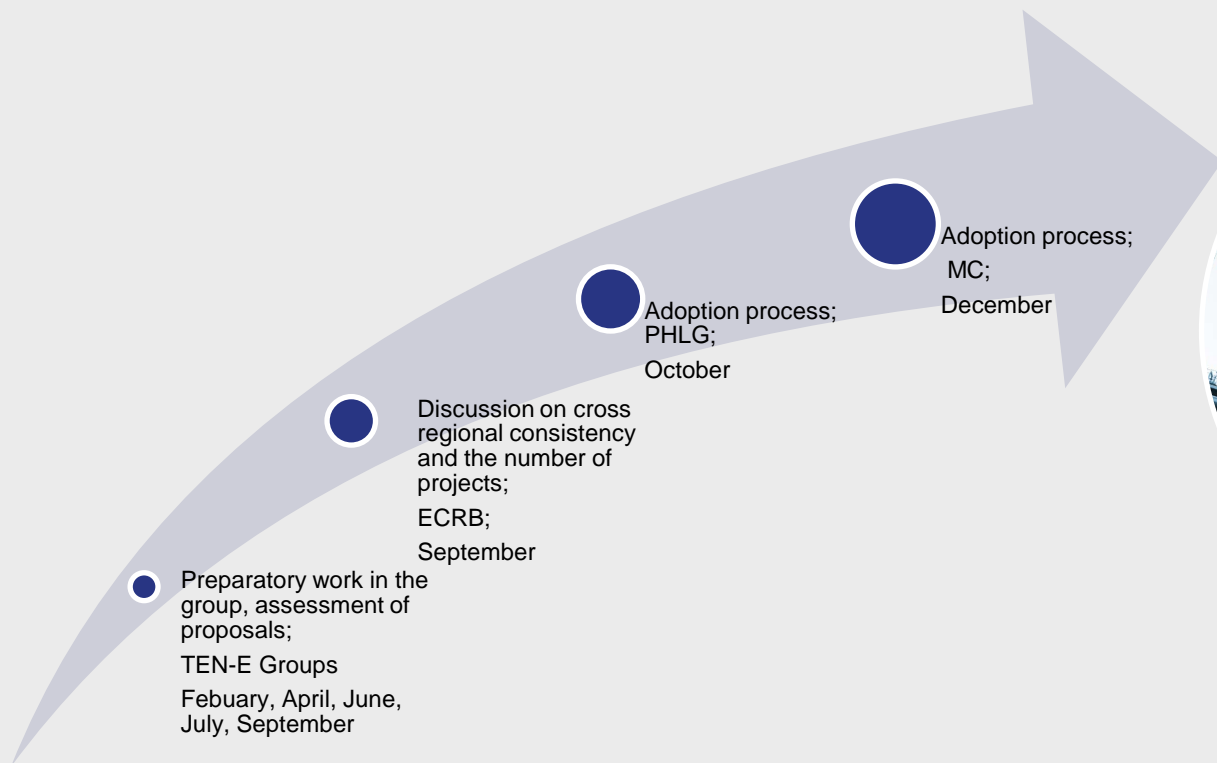 Preparatory work in the
group, assessment of
proposals;
TEN-E Groups
Febuary, April, June,
July, September
Discussion on cross
regional consistency
and the number of
projects;
ECRB;
September
Adoption process;
PHLG;
October
Adoption process;
MC;
December